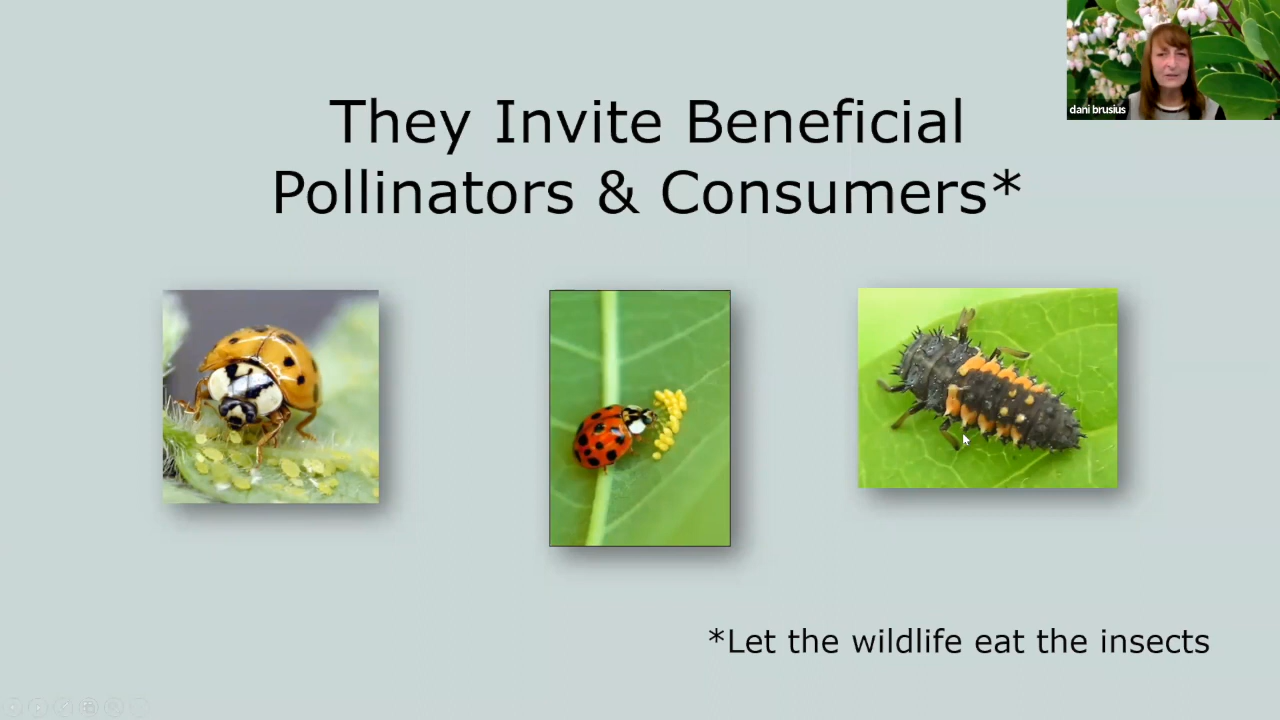 dani brusius
They Invite Beneficial
Pollinators & Consumers*
*Let the wildlife eat the insects